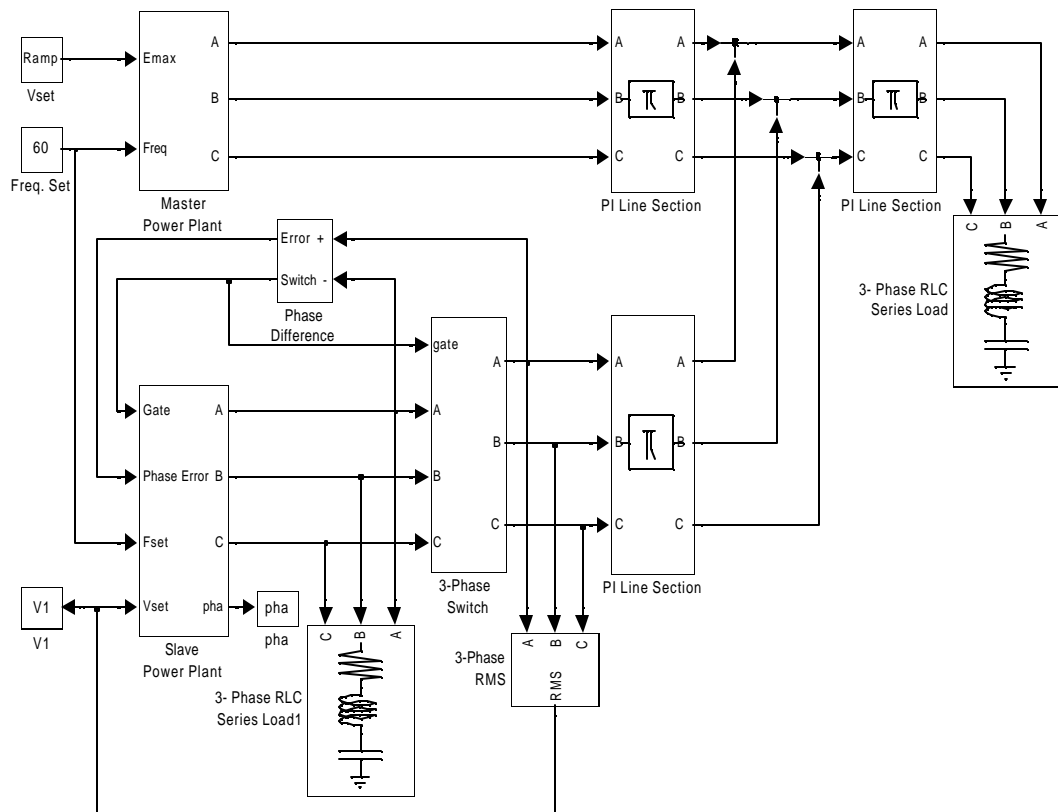 Ramp
Vset
60
Freq. Set
Emax
Freq
A
B
C
Master
Power Plant
A
B
C
A
B
C
PI Line Section
A
B
C
A
B
C
PI Line Section
C
B
A
3- Phase RLC
Series Load
Error +
Switch -
Phase
Difference
gate
A
B
C
A
B
C
3-Phase
Switch
A
B
C
A
B
C
PI Line Section
Gate
Phase Error
Fset
Vset
A
B
C
pha
Slave
Power Plant
V1
V1
pha
pha
C
B
A
3- Phase RLC
Series Load1
A
B
C
RMS
3-Phase
RMS